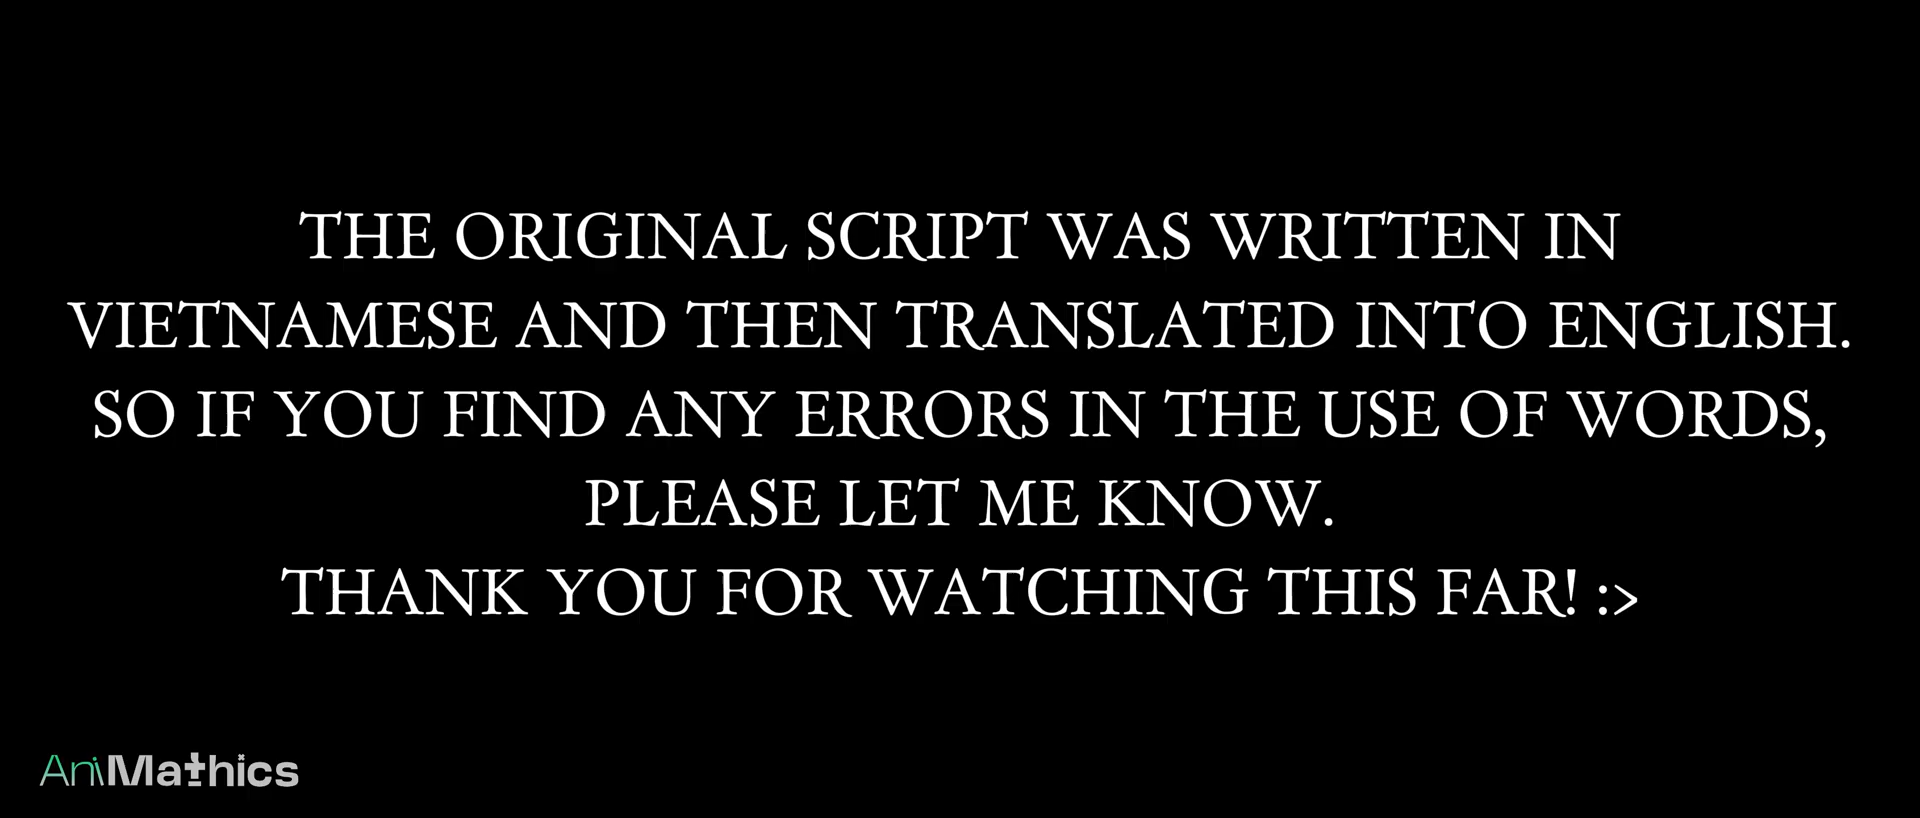 THE ORIGINAL SCRIPT WAS WRITTEN IN
VIETNAMESE AND THEN TRANSLATED INTO ENGLISH.
SO IF YOU FIND ANY ERRORS IN THE USE OF WORDS,
PLEASE LET ME KNOW.
THANK YOU FOR WATCHING THIS FAR! :>
AniMathics